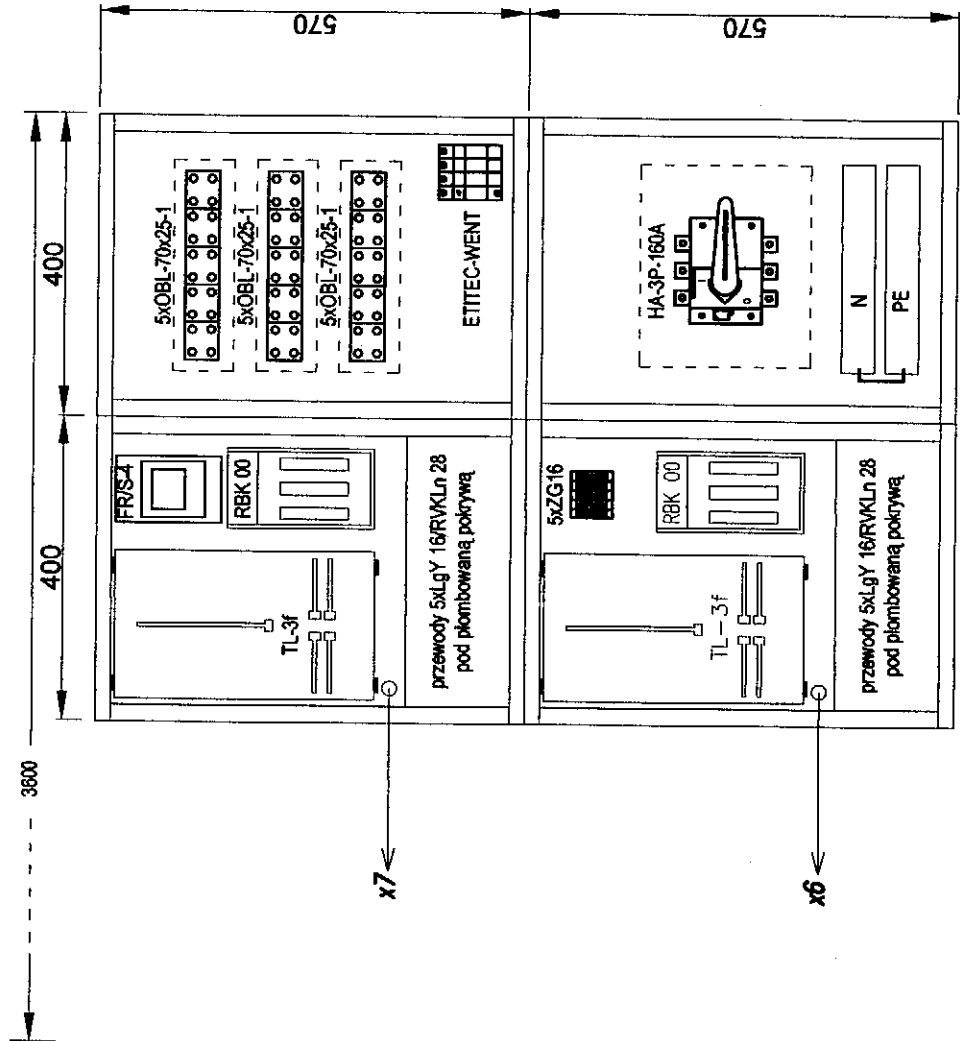 3600
400
400
570
570
5xOBL-70x25-1
5xOBL-70x25-1
5xOBL-70x25-1
ETITEC-WENT
FR/S-4
RBK 00
TL-3f
przewody 5xLgY 16/RVKLn 28
pod plombowaną pokrywą
x7
HA-3P-160A
N
PE
5xZG16
RBK 00
TL-3f
przewody 5xLgY 16/RVKLn 28
pod plombowaną pokrywą
x6